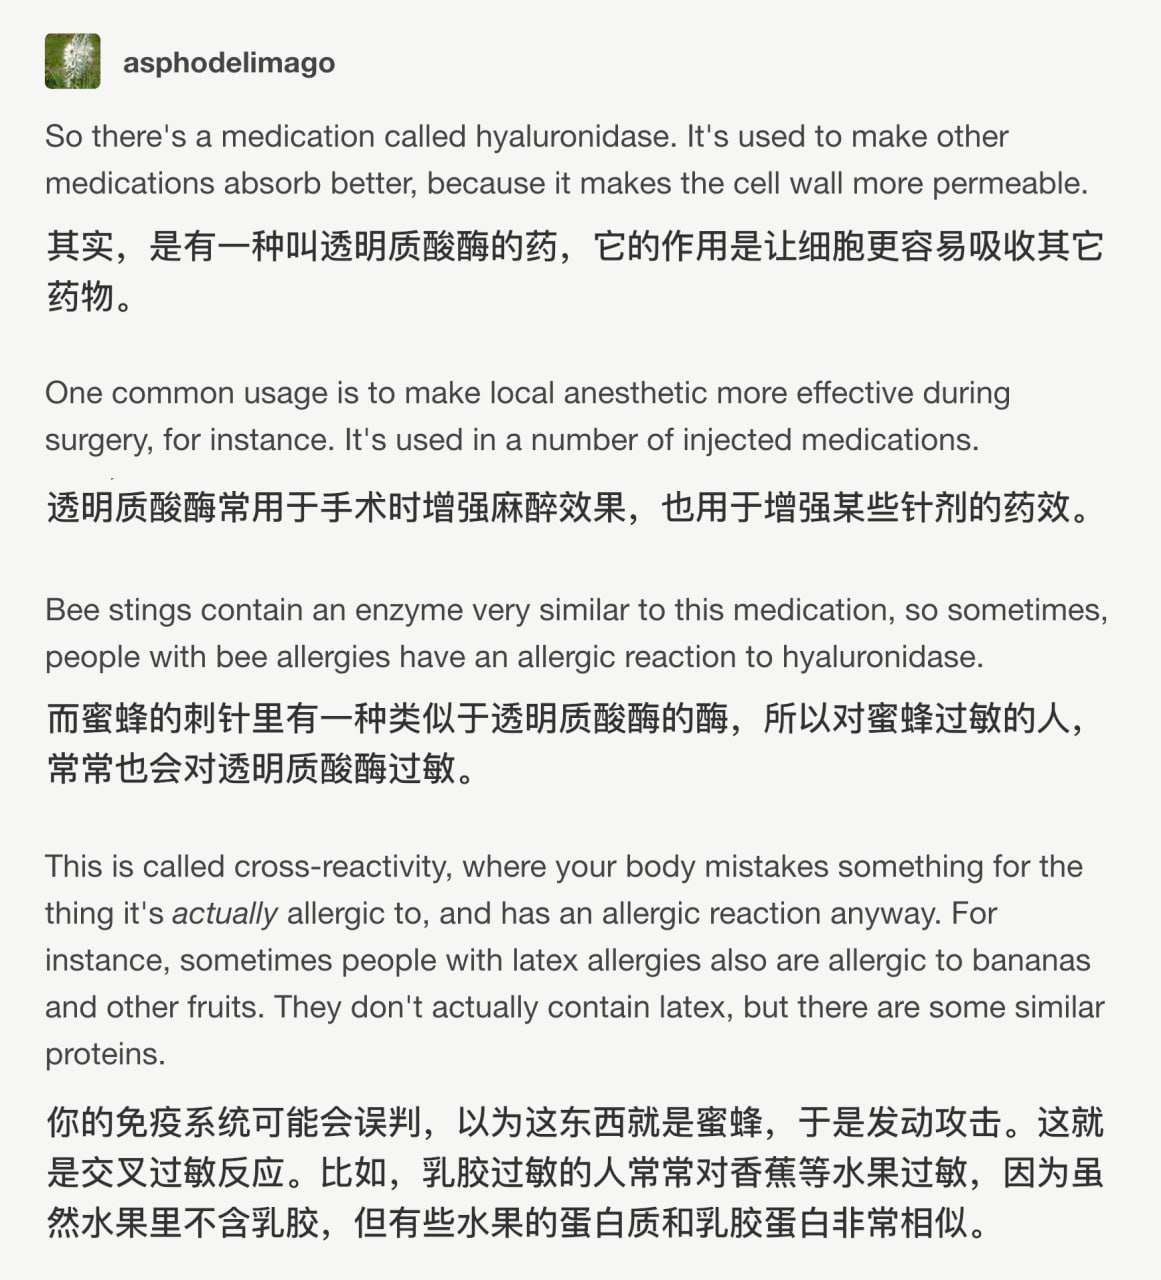 asphodelimago
So there's a medication called hyaluronidase. It's used to make other
medications absorb better, because it makes the cell wall more permeable.
其实，是有一种叫透明质酸酶的药，它的作用是让细胞更容易吸收其它
药物。
One common usage is to make local anesthetic more effective during
surgery, for instance. It's used in a number of injected medications.
透明质酸酶常用于手术时增强麻醉效果，也用于增强某些针剂的药效。
Bee stings contain an enzyme very similar to this medication, so sometimes,
people with bee allergies have an allergic reaction to hyaluronidase.
而蜜蜂的刺针里有一种类似于透明质酸酶的酶，所以对蜜蜂过敏的人，
常常也会对透明质酸酶过敏。
This is called cross-reactivity, where your body mistakes something for the
thing it's actually allergic to, and has an allergic reaction anyway. For
instance, sometimes people with latex allergies also are allergic to bananas
and other fruits. They don't actually contain latex, but there are some similar
proteins.
你的免疫系统可能会误判，以为这东西就是蜜蜂，于是发动攻击。这就
是交叉过敏反应。比如，乳胶过敏的人常常对香蕉等水果过敏，因为虽
然水果里不含乳胶，但有些水果的蛋白质和乳胶蛋白非常相似。